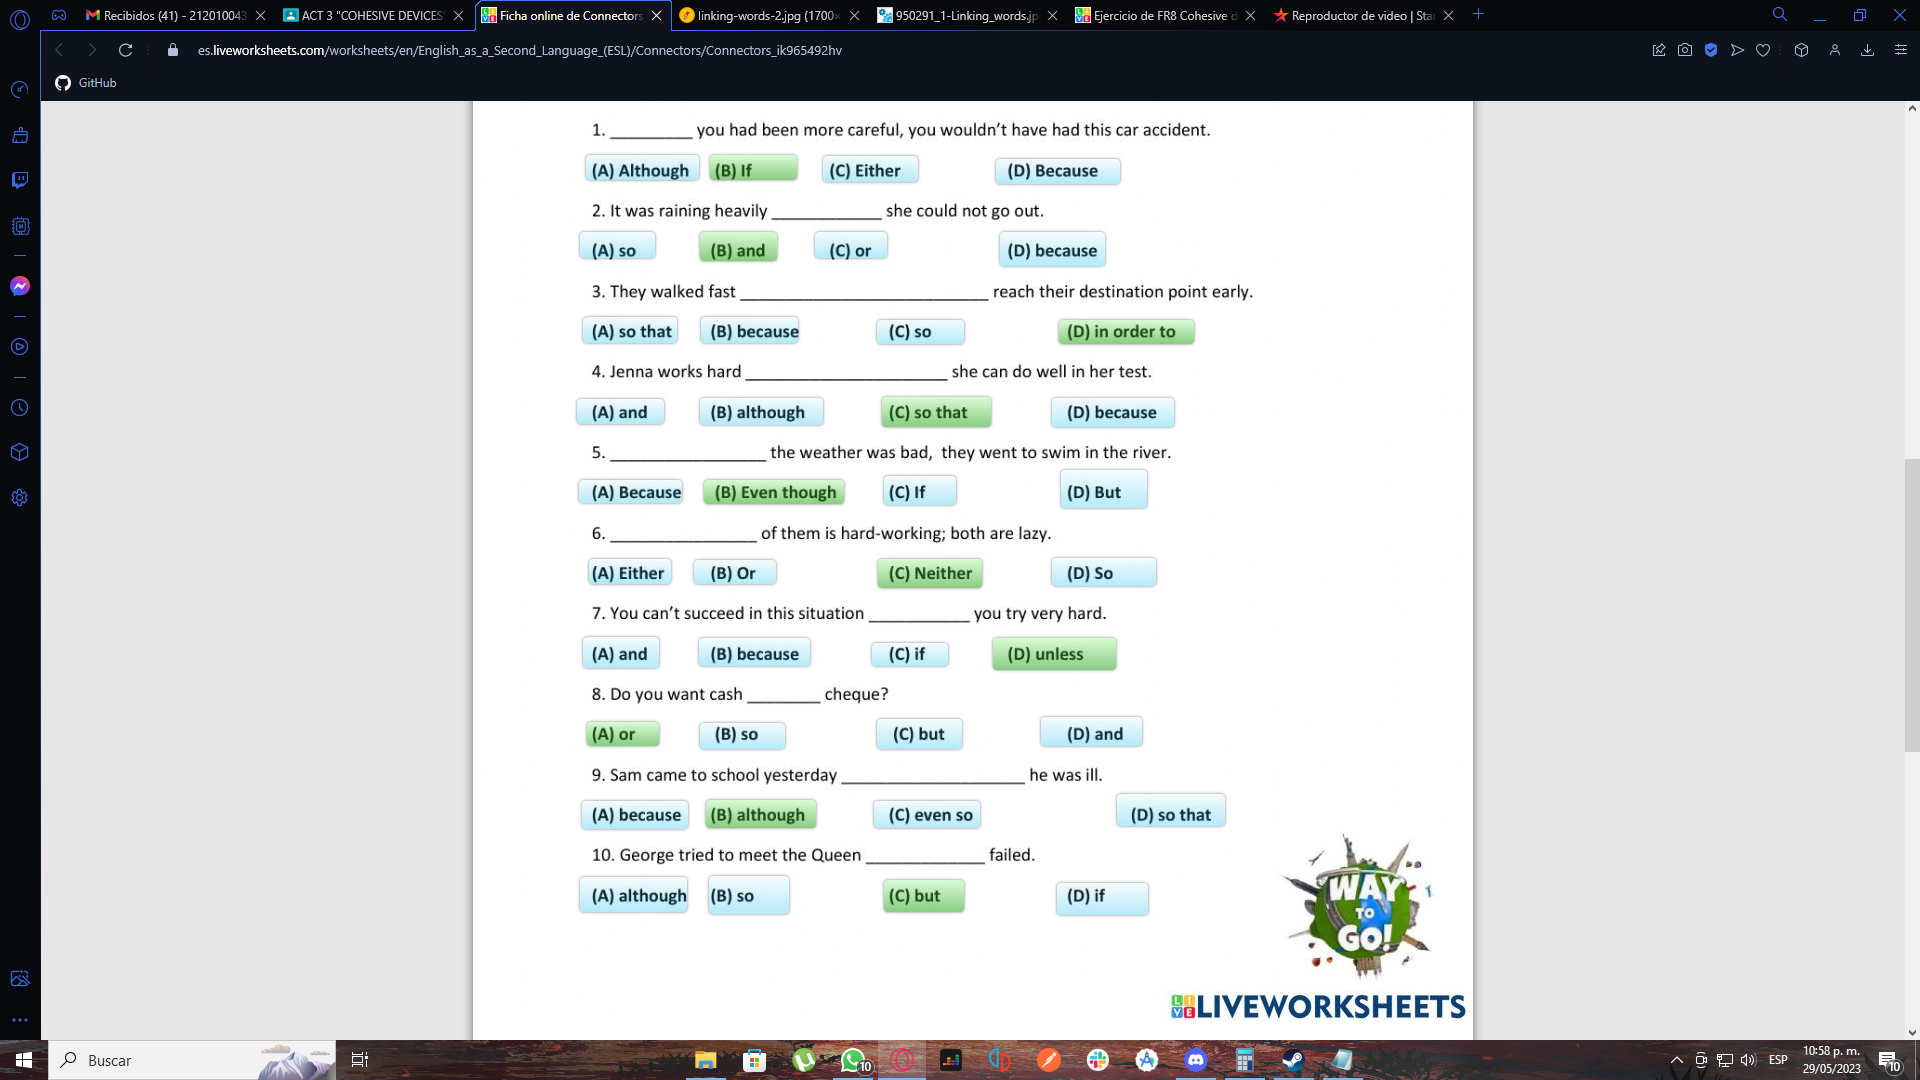 Recibidos (41) - 212010043
ACT 3 "COHESIVE DEVICES"
Ficha online de Connectors
linking-words-2.jpg (1700×
950291_1-Linking_words.jp
Ejercicio de FR8 Cohesive d
Reproductor de video | Star
es.liveworksheets.com/worksheets/en/English_as_a_Second_Language_(ESL)/Connectors/Connectors_ik965492hv
GitHub
1. _________ you had been more careful, you wouldn't have had this car accident.
(A) Although (B) If (C) Either (D) Because
2. It was raining heavily ____________ she could not go out.
(A) so (B) and (C) or (D) because
3. They walked fast ___________________________ reach their destination point early.
(A) so that (B) because (C) so (D) in order to
4. Jenna works hard ______________________ she can do well in her test.
(A) and (B) although (C) so that (D) because
5. _________________ the weather was bad, they went to swim in the river.
(A) Because (B) Even though (C) If (D) But
6. ________________ of them is hard-working; both are lazy.
(A) Either (B) Or (C) Neither (D) So
7. You can't succeed in this situation ___________ you try very hard.
(A) and (B) because (C) if (D) unless
8. Do you want cash ________ cheque?
(A) or (B) so (C) but (D) and
9. Sam came to school yesterday ____________________ he was ill.
(A) because (B) although (C) even so (D) so that
10. George tried to meet the Queen _____________ failed.
(A) although (B) so (C) but (D) if
WAY
TO
GO!
LIVE LIVEWORKSHEETS
Buscar
10
ESP
10:58 p. m.
29/05/2023
10